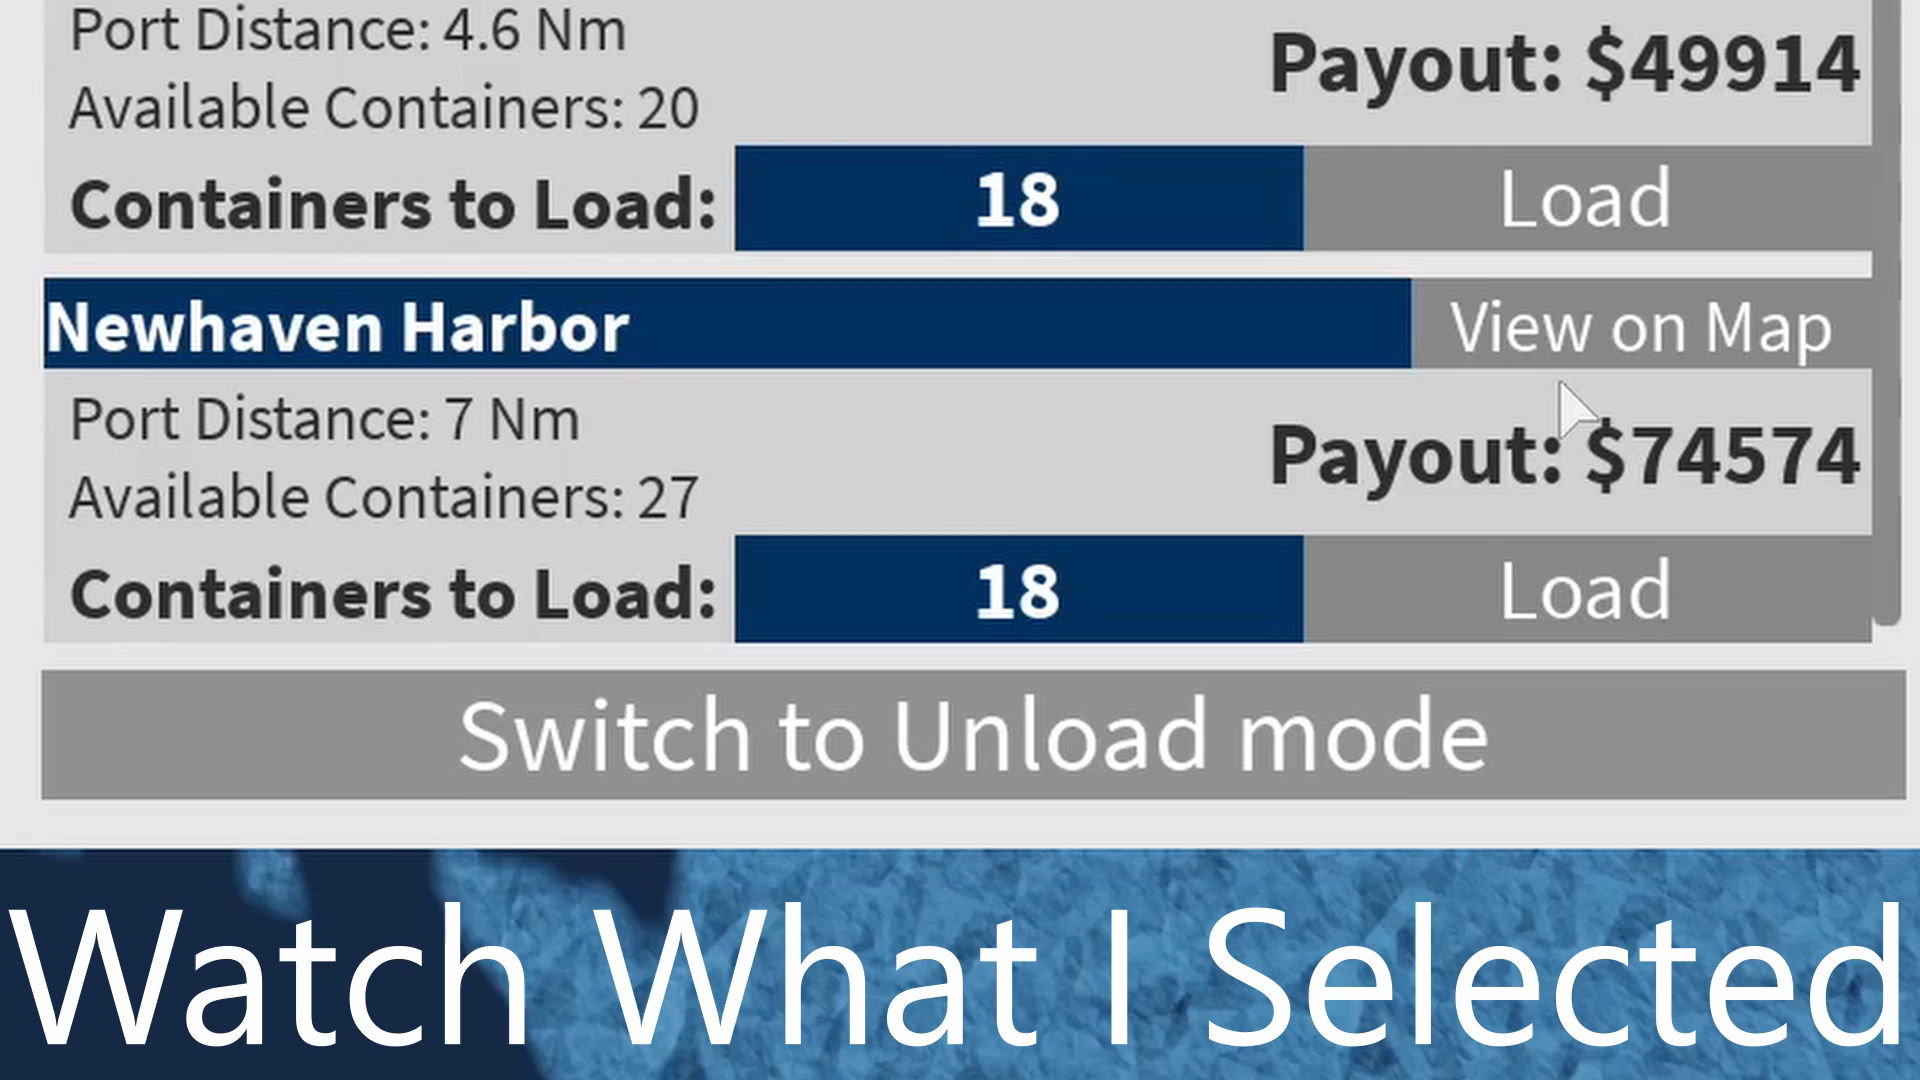 Port Distance: 4.6 Nm
Payout: $49914
Available Containers: 20
Containers to Load: 18 Load
Newhaven Harbor View on Map
Port Distance: 7 Nm
Payout: $74574
Available Containers: 27
Containers to Load: 18 Load
Switch to Unload mode
Watch What I Selected